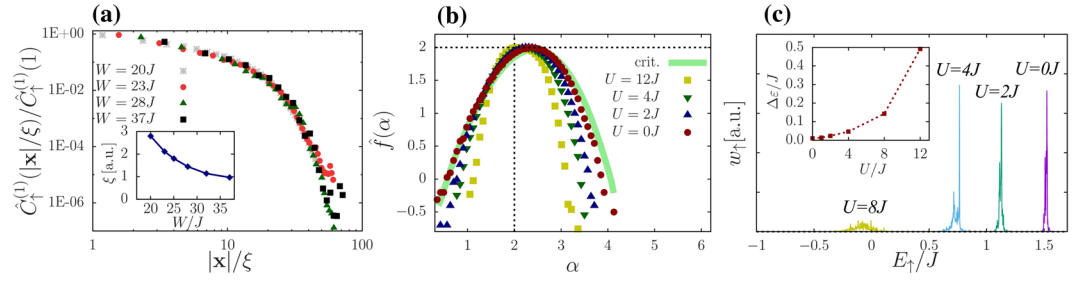 (a)
Ĉ↑^(1)(|x|/ξ)/Ĉ↑^(1)(1)
1E+00
1E-02
1E-04
1E-06
W = 20J
W = 23J
W = 28J
W = 37J
ξ [a.u.]
3
2
1
0
20 25 30 35
W/J
1 10 100
|x|/ξ
(b)
f̂(α)
2
1.5
1
0.5
0
−0.5
crit.
U = 12J
U = 4J
U = 2J
U = 0J
1 2 3 4 5 6
α
(c)
w↑[a.u.]
Δε/J
0.5
0.4
0.3
0.2
0.1
0
0 4 8 12
U/J
U=4J
U=0J
U=2J
U=8J
−1 −0.5 0 0.5 1 1.5
E↑/J